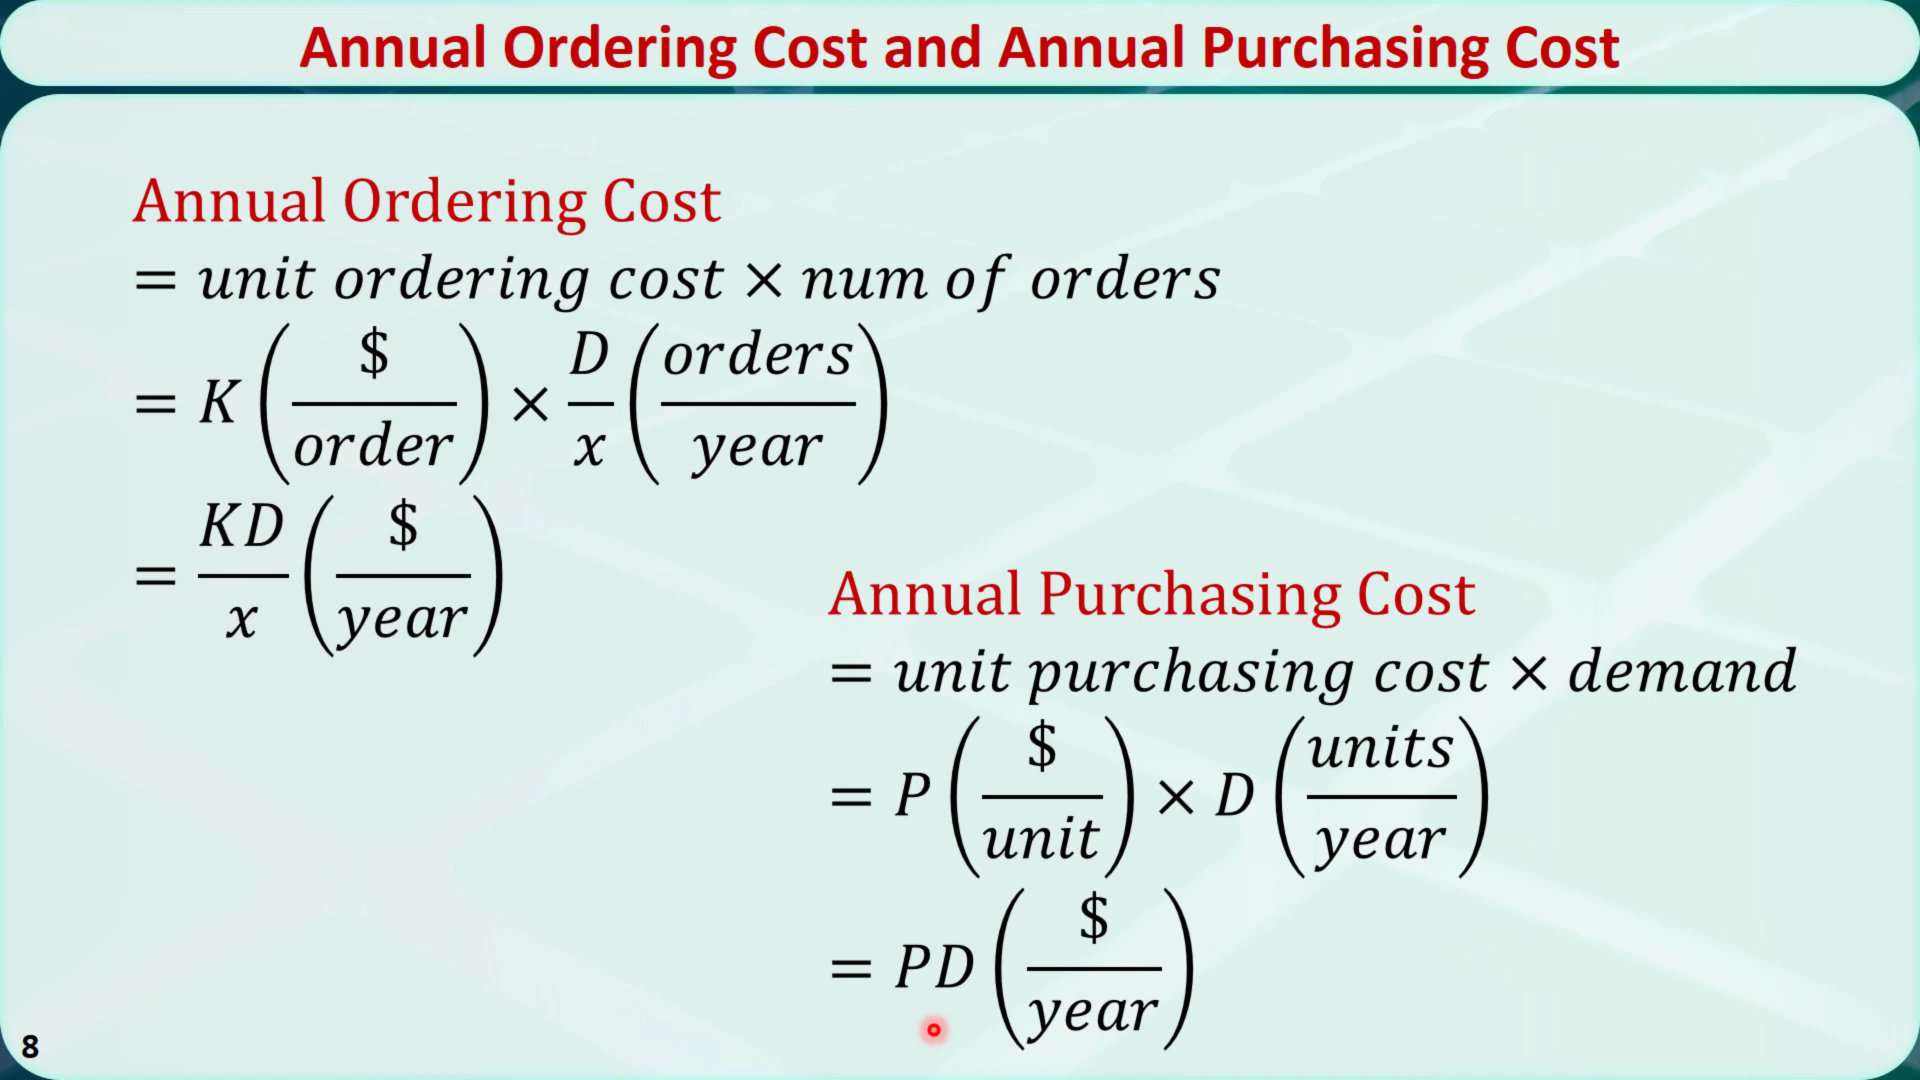 Annual Ordering Cost and Annual Purchasing Cost
Annual Ordering Cost
= unit ordering cost × num of orders
= K ($/order) × D/x (orders/year)
= KD/x ($/year)
Annual Purchasing Cost
= unit purchasing cost × demand
= P ($/unit) × D (units/year)
= PD ($/year)
8